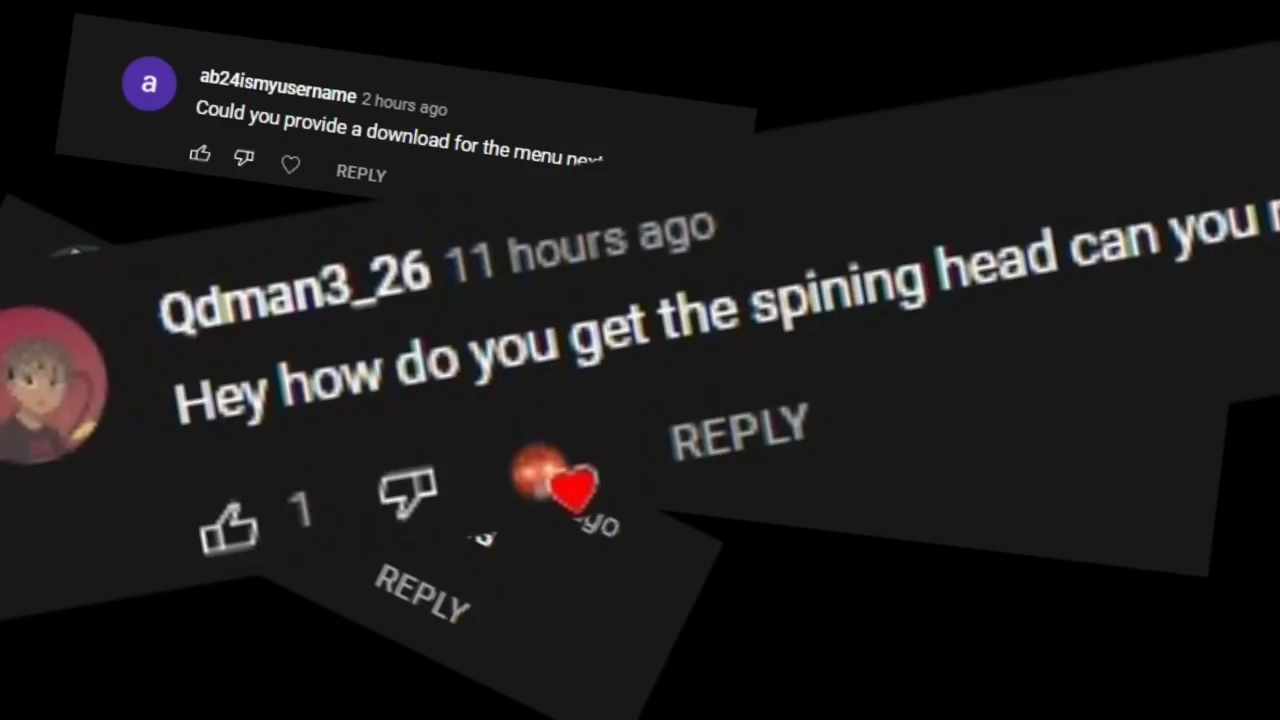 a
ab24ismyusername 2 hours ago
Could you provide a download for the menu
REPLY
Qdman3_26 11 hours ago
Hey how do you get the spining head can you
1
REPLY
REPLY